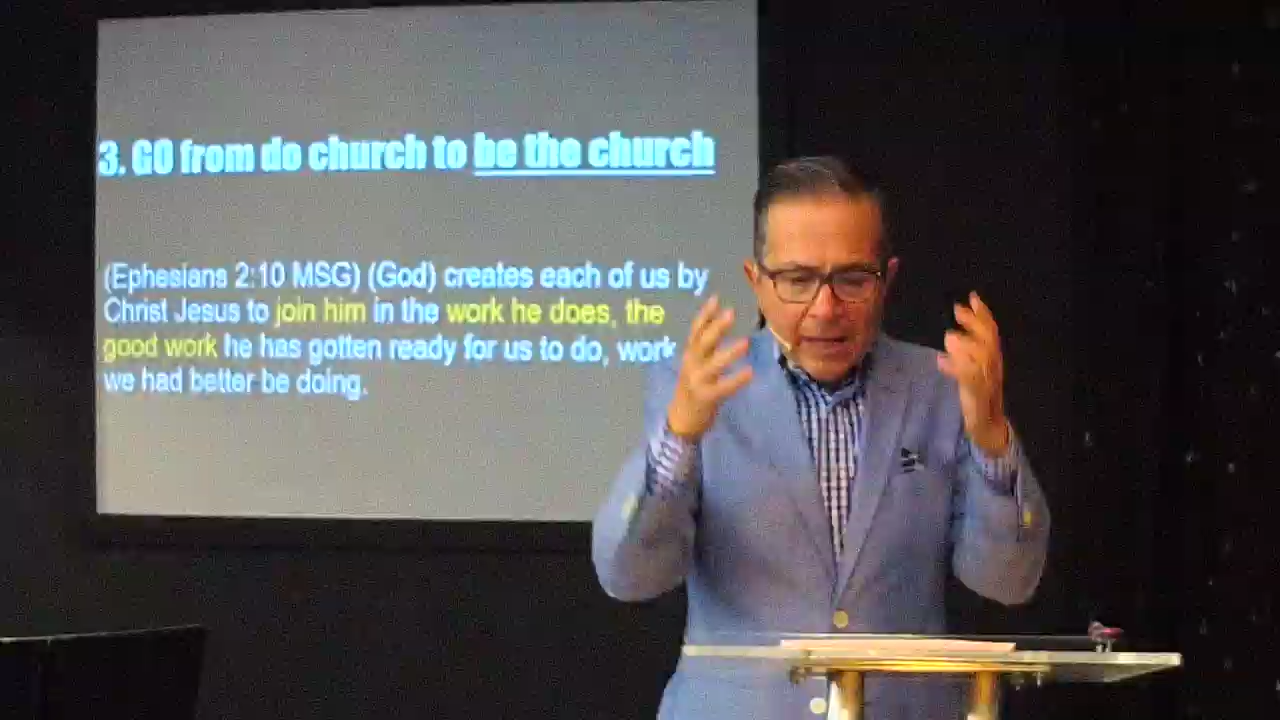 3. GO from do church to be the church
(Ephesians 2:10 MSG) (God) creates each of us by
Christ Jesus to join him in the work he does, the
good work he has gotten ready for us to do, work
we had better be doing.